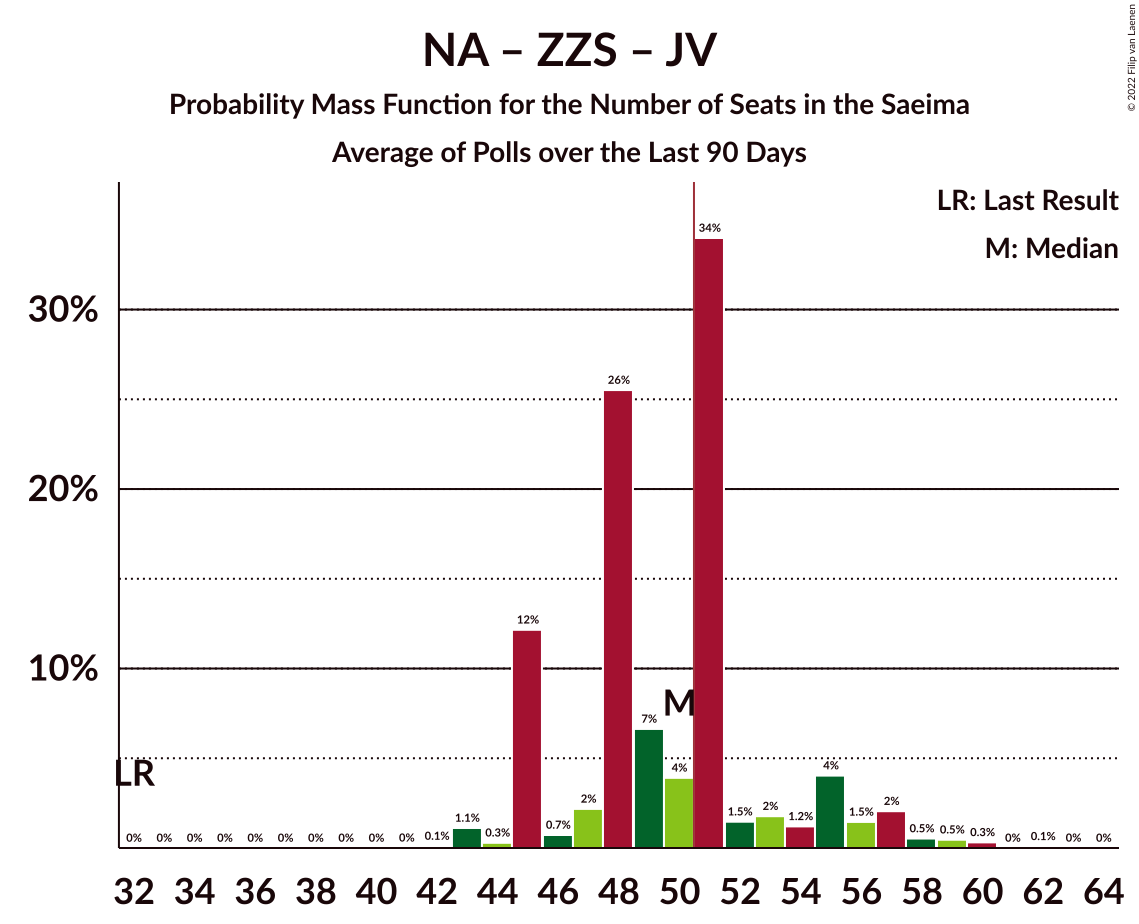 NA – ZZS – JV
Probability Mass Function for the Number of Seats in the Saeima
Average of Polls over the Last 90 Days
© 2022 Filip van Laenen
LR: Last Result
M: Median
34%
30%
26%
20%
12%
10%
M
7%
LR
4% 4%
0% 0% 0% 0% 0% 0% 0% 0% 0% 0% 0.1% 1.1% 0.3% 0.7% 2% 1.5% 2% 1.2% 1.5% 2% 0.5% 0.5% 0.3% 0% 0.1% 0% 0%
32 34 36 38 40 42 44 46 48 50 52 54 56 58 60 62 64